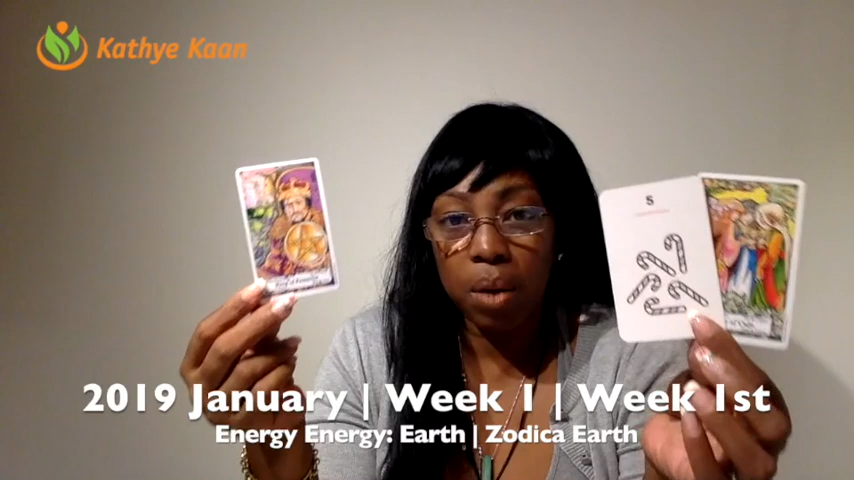 Kathye Kaan
5
2019 January | Week 1 | Week 1st
Energy Energy: Earth | Zodica Earth